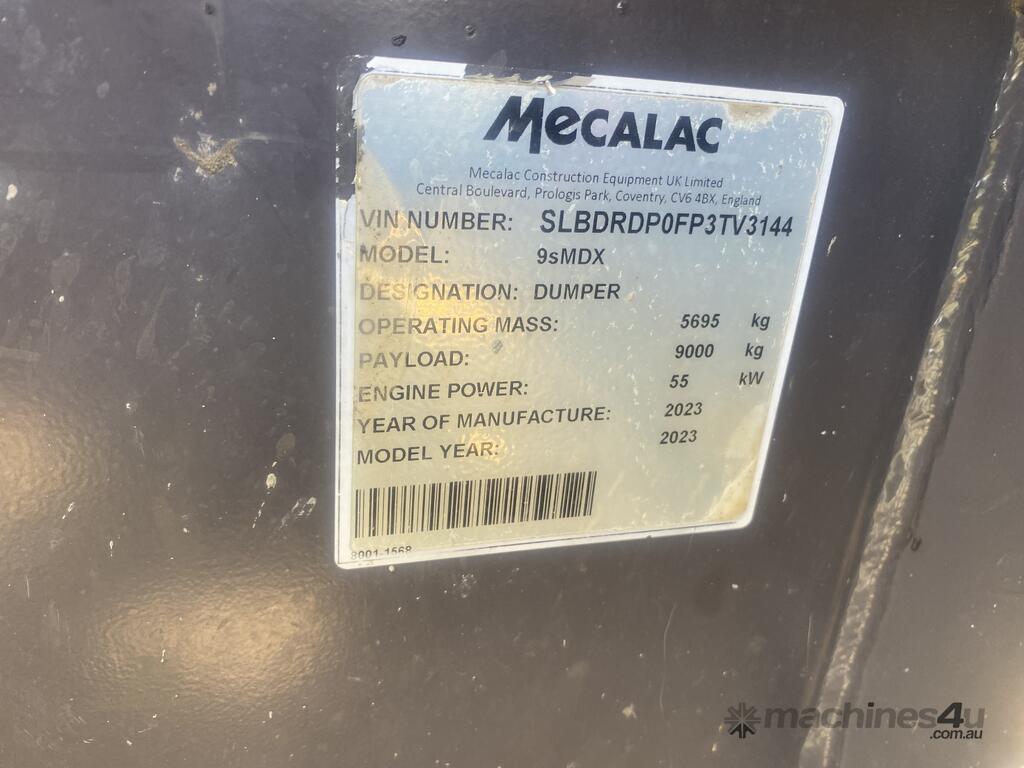 MECALAC
Mecalac Construction Equipment UK Limited
Central Boulevard, Prologis Park, Coventry, CV6 4BX, England
VIN NUMBER: SLBDRDP0FP3TV3144
MODEL: 9sMDX
DESIGNATION: DUMPER
OPERATING MASS: 5695 kg
PAYLOAD: 9000 kg
ENGINE POWER: 55 kW
YEAR OF MANUFACTURE: 2023
MODEL YEAR: 2023
8001-1568
machines4u
.com.au